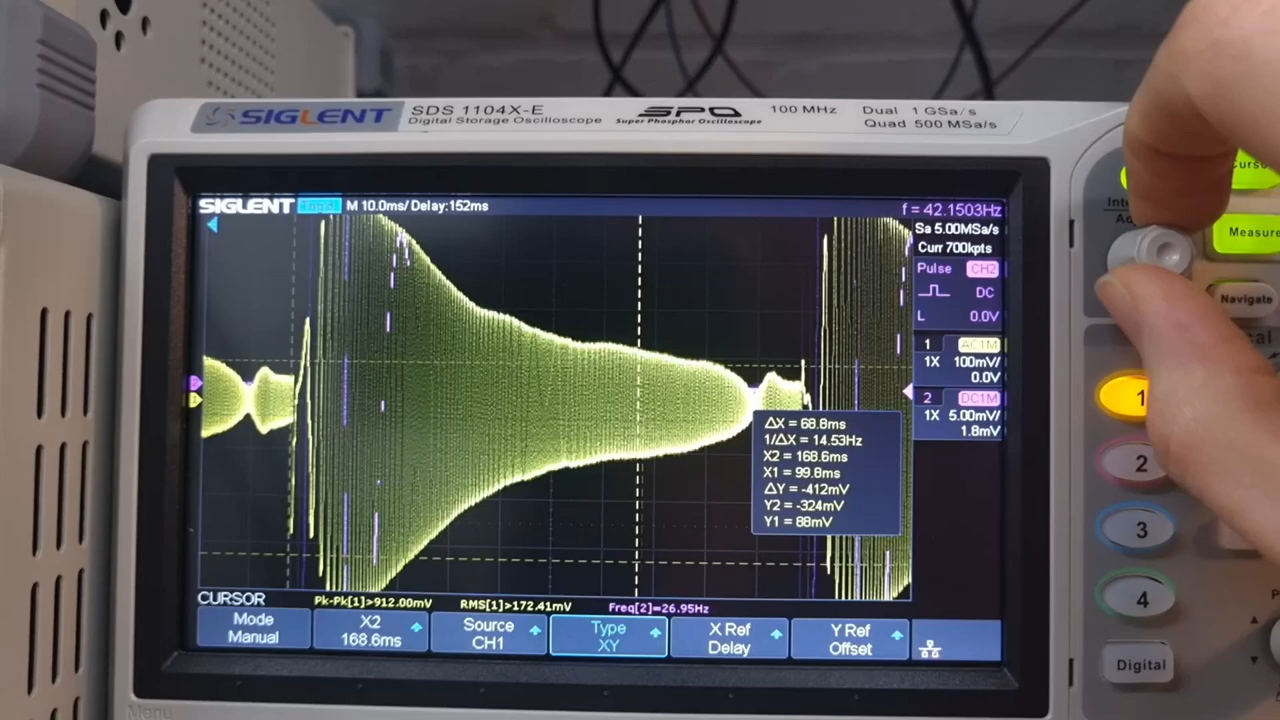 SIGLENT SDS 1104X-E SPO 100 MHz Dual 1 GSa/s
Digital Storage Oscilloscope Super Phosphor Oscilloscope Quad 500 MSa/s
SIGLENT M 10.0ms/ Delay:152ms f = 42.1503Hz
Sa 5.00MSa/s
Curr 700kpts
Pulse CH2
DC
L 0.0V
1 AC1M
1X 100mV/
0.0V
2 DC1M
1X 5.00mV/
1.8mV
ΔX = 68.8ms
1/ΔX = 14.53Hz
X2 = 168.6ms
X1 = 99.8ms
ΔY = -412mV
Y2 = -324mV
Y1 = 88mV
CURSOR Pk-Pk[1]>912.00mV RMS[1]>172.41mV Freq[2]=26.95Hz
Mode
Manual
X2
168.6ms
Source
CH1
Type
XY
X Ref
Delay
Y Ref
Offset
Measure
Navigate
1
2
3
4
Digital
Menu